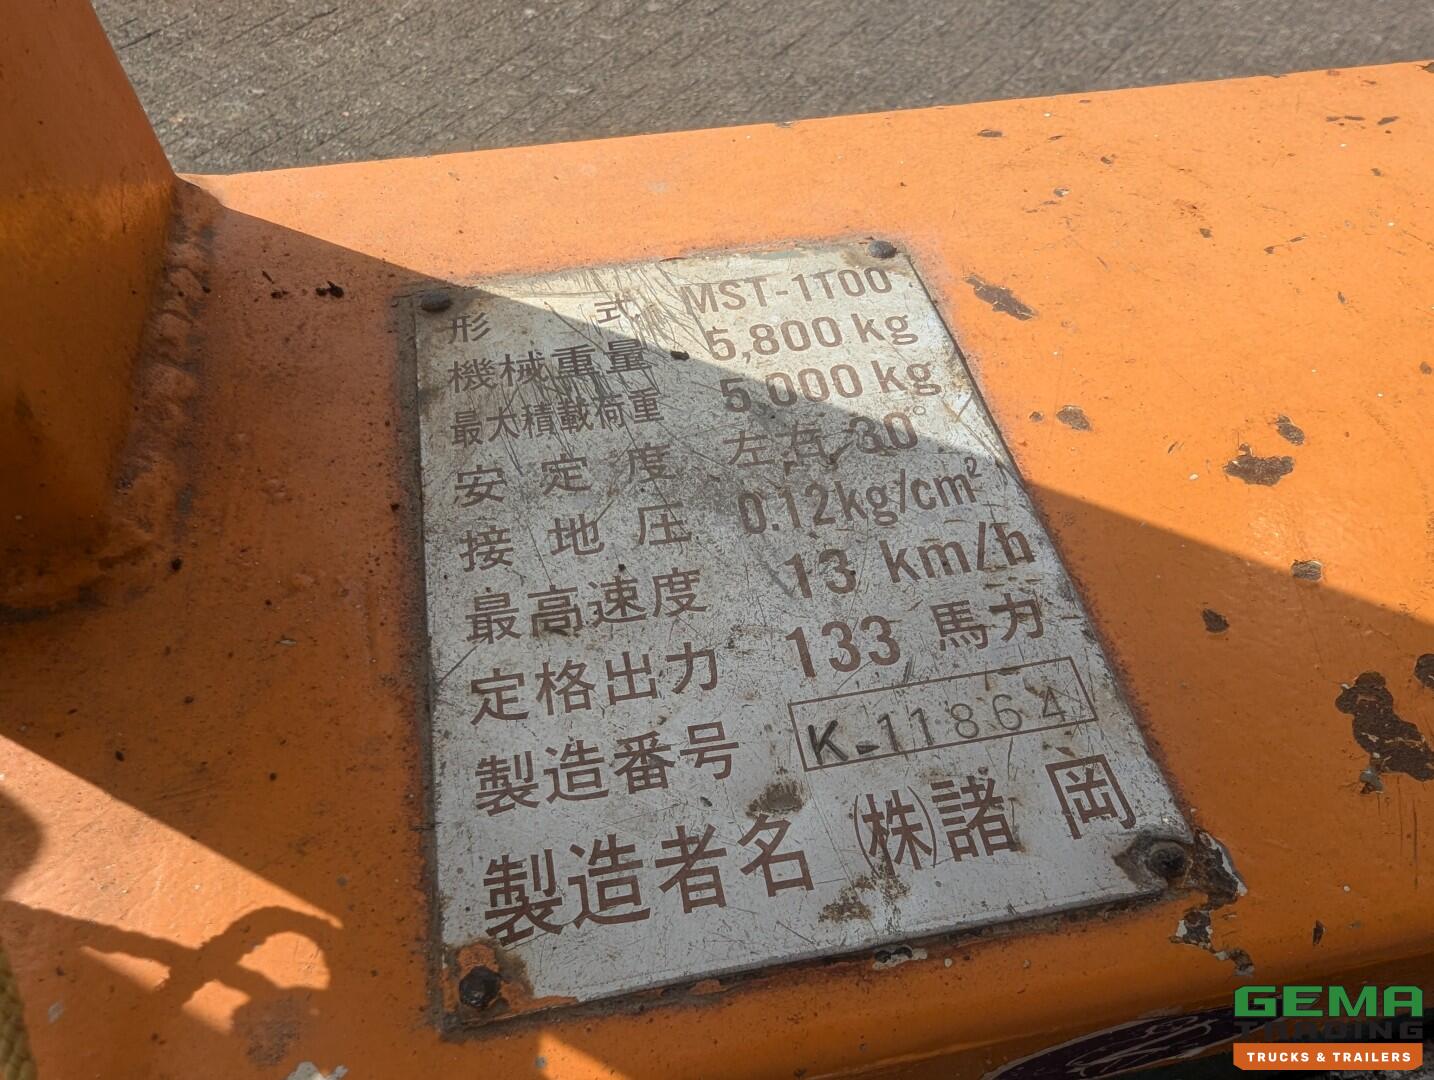 形 式 MST-1100
機械重量 5,800 kg
最大積載荷重 5,000 kg
安定度 左右 30°
接地圧 0.12kg/cm²
最高速度 13 km/h
定格出力 133 馬力
製造番号 K-11864
製造者名 (株)諸岡
GEMA
TRADING
TRUCKS & TRAILERS